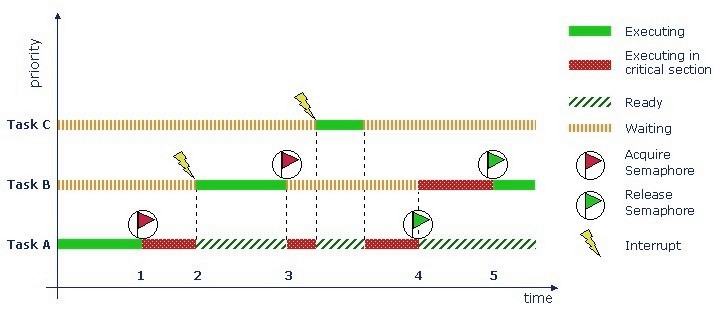 priority
Task C
Task B
Task A
1 2 3 4 5
time
Executing
Executing in
critical section
Ready
Waiting
Acquire
Semaphore
Release
Semaphore
Interrupt